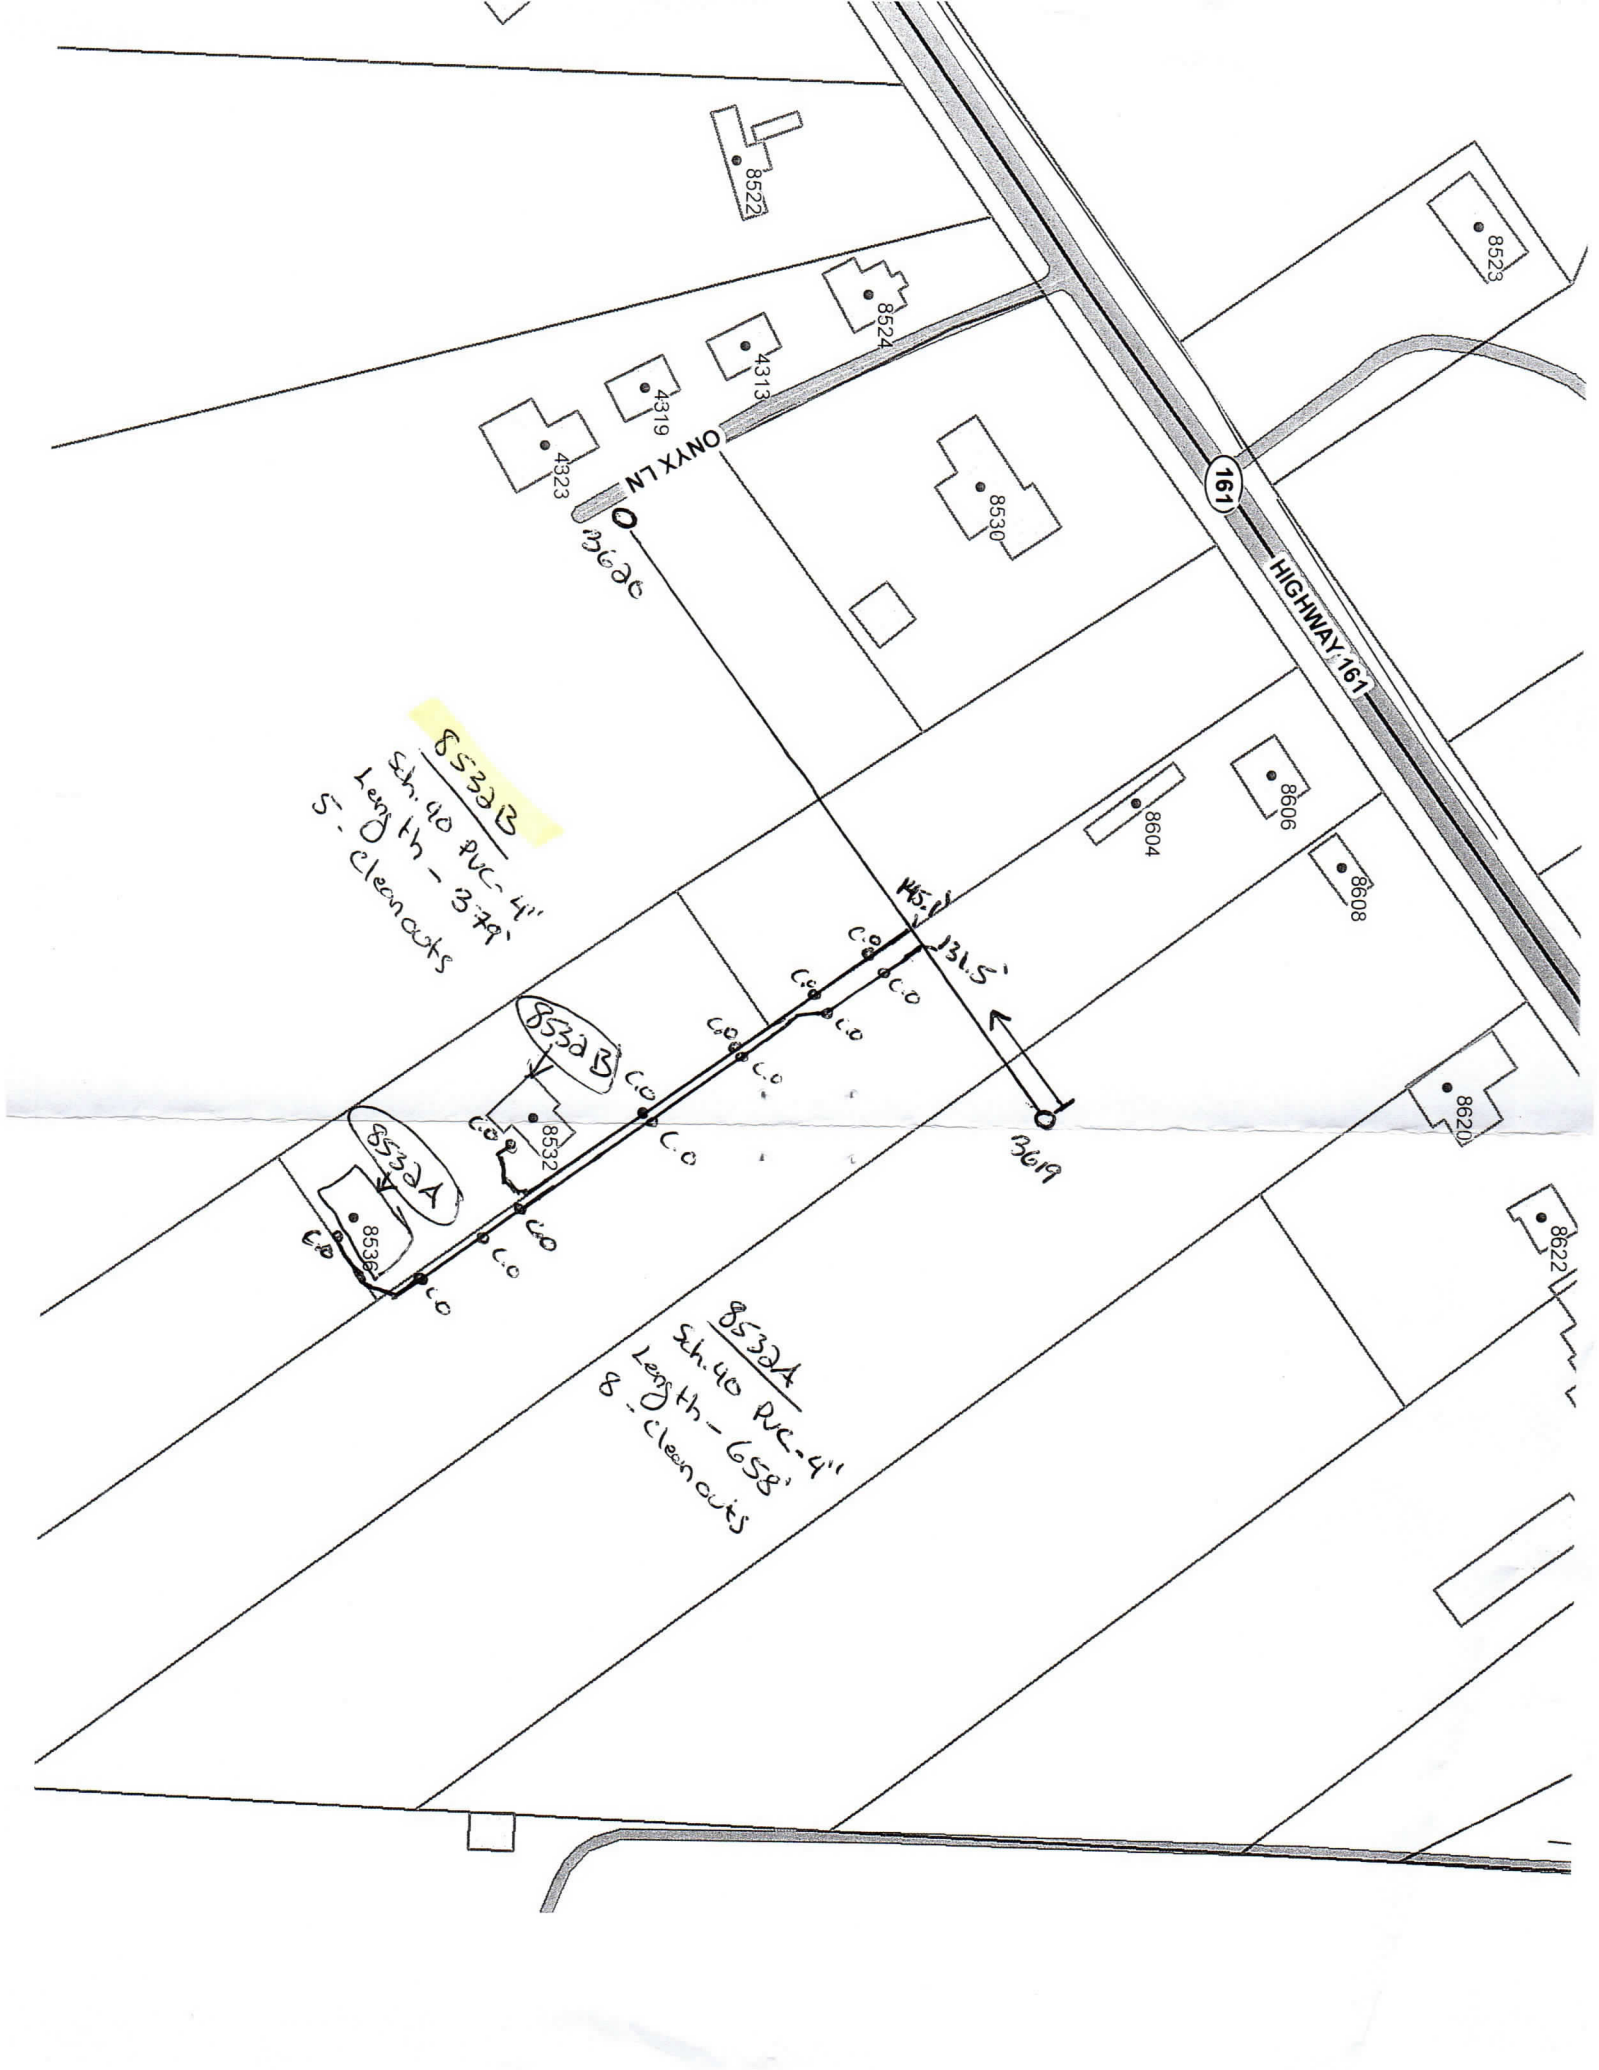 8522
8523
8524
4313
4319
4323
ONYX LN
8530
161
HIGHWAY 161
3620
8606
8604
8608
8532B
Sch. 40 PVC - 4"
Length - 379'
5 - Cleanouts
145.1'
131.5'
C.O
C.O
C.O
C.O
C.O
C.O
C.O
C.O
3619
8620
8532B
8532
C.O
8532A
8536
C.O
C.O
C.O
C.O
8622
8532A
Sch. 40 PVC - 4"
Length - 658'
8 - Cleanouts